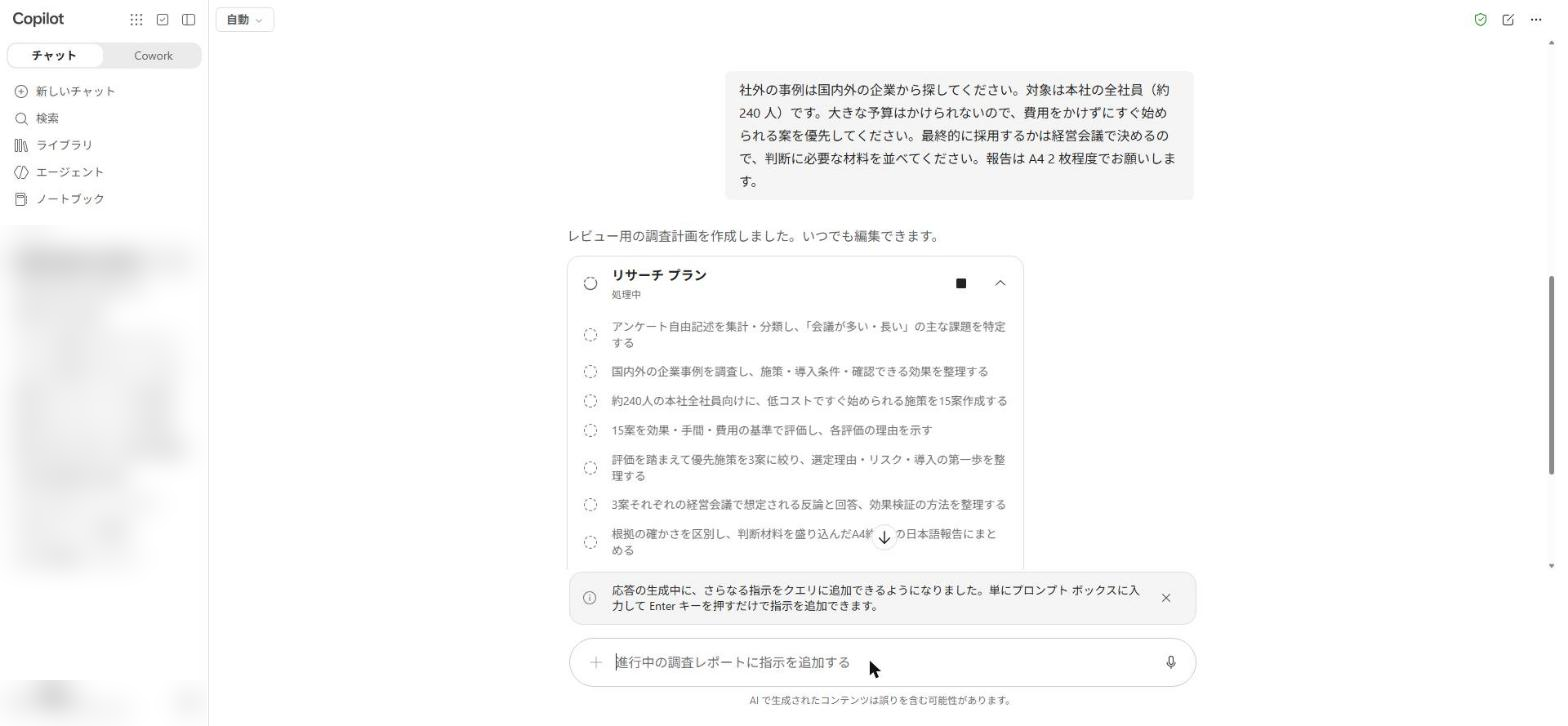 Copilot
自動
チャット
Cowork
新しいチャット
検索
ライブラリ
エージェント
ノートブック
社外の事例は国内外の企業から探してください。対象は本社の全社員（約
240 人）です。大きな予算はかけられないので、費用をかけずにすぐ始め
られる案を優先してください。最終的に採用するかは経営会議で決めるの
で、判断に必要な材料を並べてください。報告は A4 2 枚程度でお願いしま
す。
レビュー用の調査計画を作成しました。いつでも編集できます。
リサーチ プラン
処理中
アンケート自由記述を集計・分類し、「会議が多い・長い」の主な課題を特定
する
国内外の企業事例を調査し、施策・導入条件・確認できる効果を整理する
約240人の本社全社員向けに、低コストですぐ始められる施策を15案作成する
15案を効果・手間・費用の基準で評価し、各評価の理由を示す
評価を踏まえて優先施策を3案に絞り、選定理由・リスク・導入の第一歩を整
理する
3案それぞれの経営会議で想定される反論と回答、効果検証の方法を整理する
根拠の確かさを区別し、判断材料を盛り込んだA4 の日本語報告にまと
める
応答の生成中に、さらなる指示をクエリに追加できるようになりました。単にプロンプト ボックスに入
力して Enter キーを押すだけで指示を追加できます。
進行中の調査レポートに指示を追加する
AI で生成されたコンテンツは誤りを含む可能性があります。